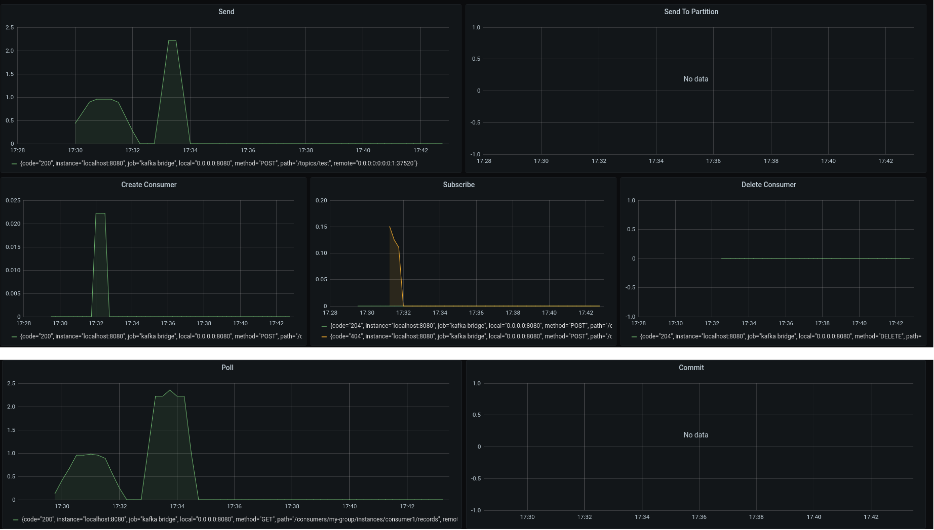 Send
2.5
2.0
1.5
1.0
0.5
0
17:28 17:30 17:32 17:34 17:36 17:38 17:40 17:42
{code="200", instance="localhost:8080", job="kafka bridge", local="0.0.0.0:8080", method="POST", path="/topics/test", remote="0:0:0:0:0:0:0:1:37520"}
Send To Partition
1.0
0.5
0
-0.5
-1.0
No data
17:28 17:30 17:32 17:34 17:36 17:38 17:40 17:42
Create Consumer
0.025
0.020
0.015
0.010
0.005
0
17:28 17:30 17:32 17:34 17:36 17:38 17:40 17:42
{code="200", instance="localhost:8080", job="kafka bridge", local="0.0.0.0:8080", method="POST", path="/c
Subscribe
0.20
0.15
0.10
0.05
0
17:28 17:30 17:32 17:34 17:36 17:38 17:40 17:42
{code="204", instance="localhost:8080", job="kafka bridge", local="0.0.0.0:8080", method="POST", path="/c
{code="404", instance="localhost:8080", job="kafka bridge", local="0.0.0.0:8080", method="POST", path="/c
Delete Consumer
1.0
0.5
0
-0.5
-1.0
17:28 17:30 17:32 17:34 17:36 17:38 17:40 17:42
{code="204", instance="localhost:8080", job="kafka bridge", local="0.0.0.0:8080", method="DELETE", path=
Poll
2.5
2.0
1.5
1.0
0.5
0
17:30 17:32 17:34 17:36 17:38 17:40 17:42
{code="200", instance="localhost:8080", job="kafka bridge", local="0.0.0.0:8080", method="GET", path="/consumers/my-group/instances/consumer1/records", remot
Commit
1.0
0.5
0
-0.5
-1.0
No data
17:30 17:32 17:34 17:36 17:38 17:40 17:42